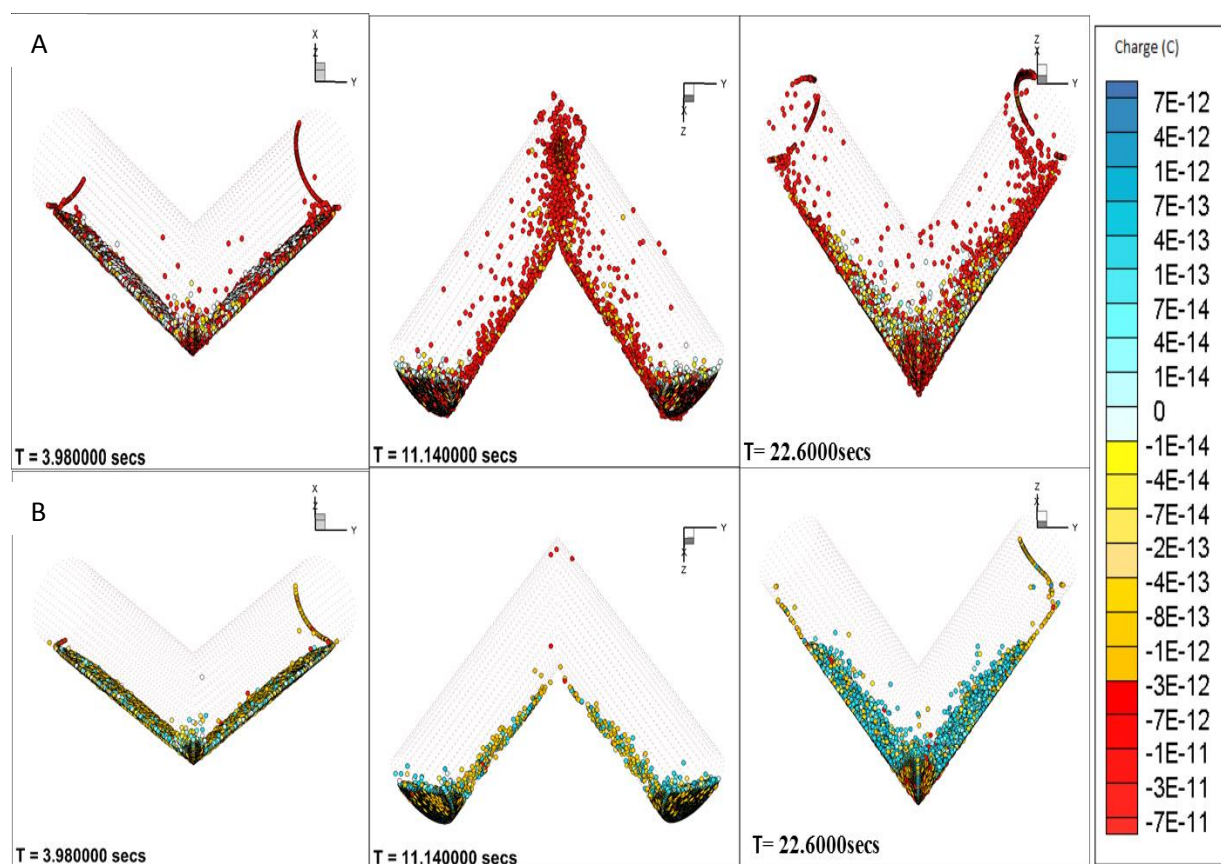 A
X
Z
Y
T = 3.980000 secs
Y
X
Z
T = 11.140000 secs
Z
X
Y
T= 22.6000secs
B
X
Z
Y
T = 3.980000 secs
Y
X
Z
T = 11.140000 secs
Z
X
Y
T= 22.6000secs
Charge (C)
7E-12
4E-12
1E-12
7E-13
4E-13
1E-13
7E-14
4E-14
1E-14
0
-1E-14
-4E-14
-7E-14
-2E-13
-4E-13
-8E-13
-1E-12
-3E-12
-7E-12
-1E-11
-3E-11
-7E-11